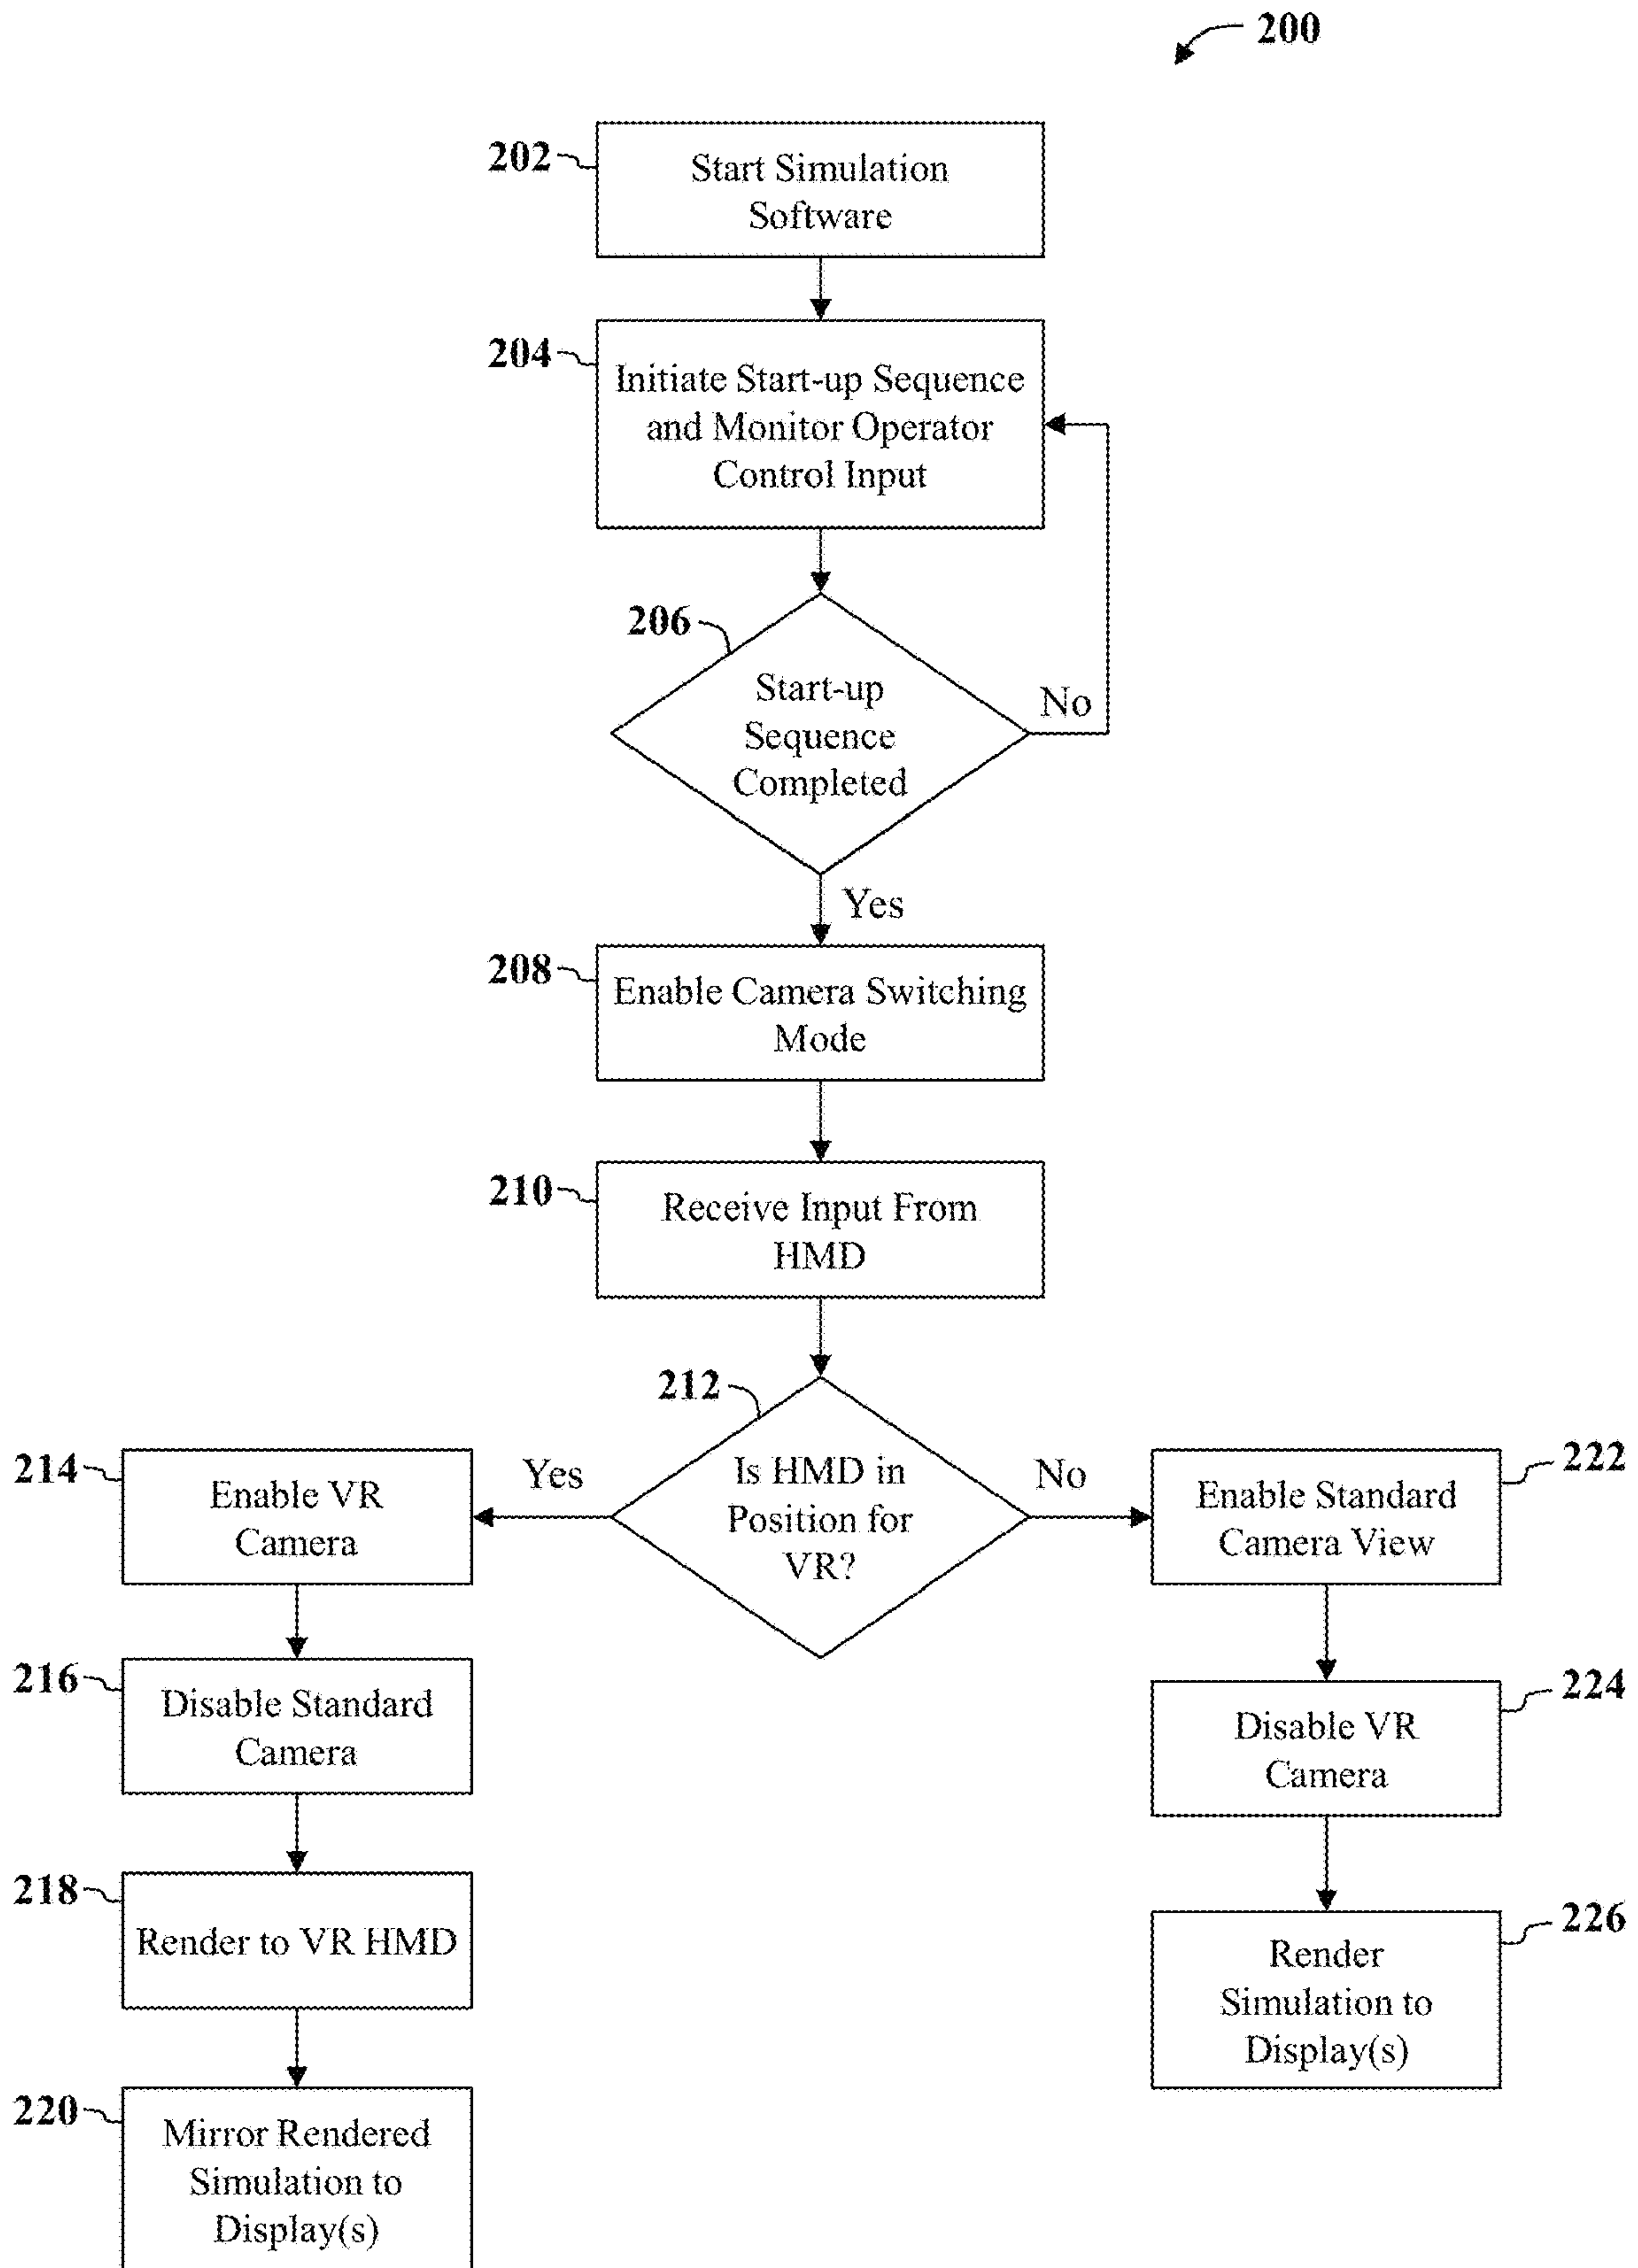 200
202
Start Simulation
Software
204
Initiate Start-up Sequence
and Monitor Operator
Control Input
206
Start-up
Sequence
Completed
No
Yes
208
Enable Camera Switching
Mode
210
Receive Input From
HMD
212
Is HMD in
Position for
VR?
Yes
No
214
Enable VR
Camera
216
Disable Standard
Camera
218
Render to VR HMD
220
Mirror Rendered
Simulation to
Display(s)
222
Enable Standard
Camera View
224
Disable VR
Camera
226
Render
Simulation to
Display(s)